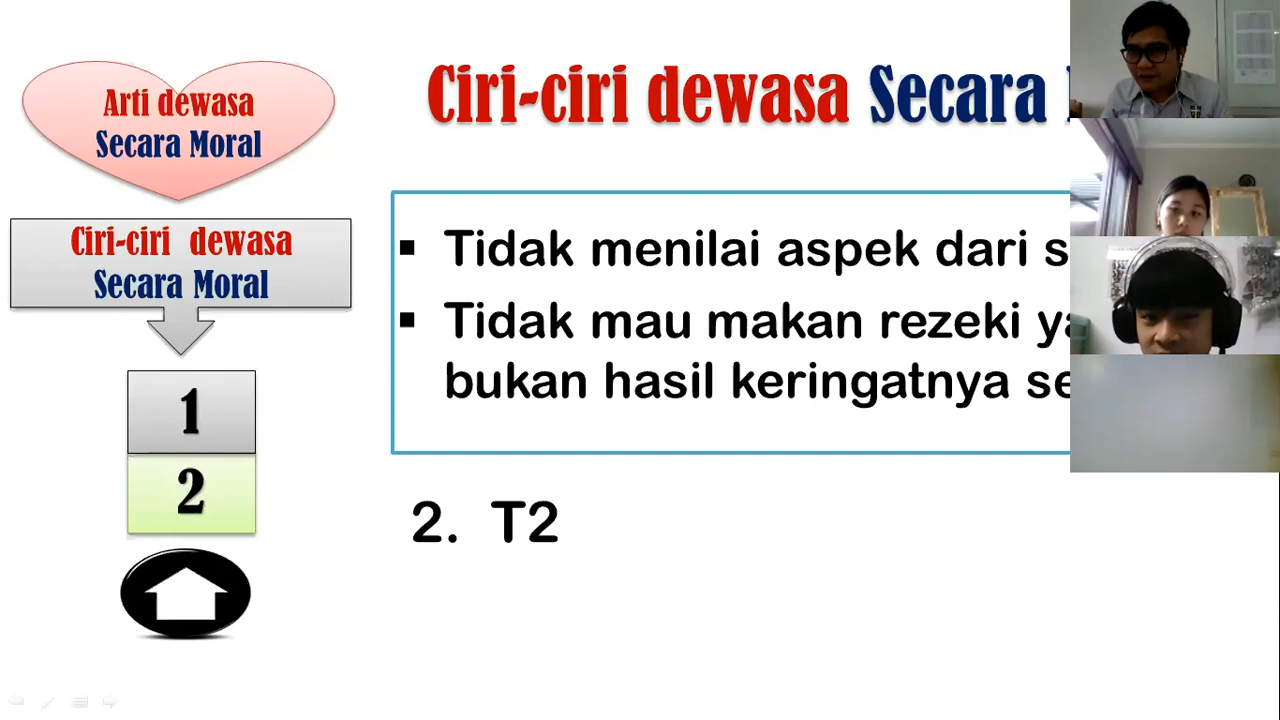 Arti dewasa
Secara Moral
Ciri-ciri dewasa
Secara Moral
1
2
Ciri-ciri dewasa Secara
▪ Tidak menilai aspek dari s
▪ Tidak mau makan rezeki ya
bukan hasil keringatnya se
2. T2